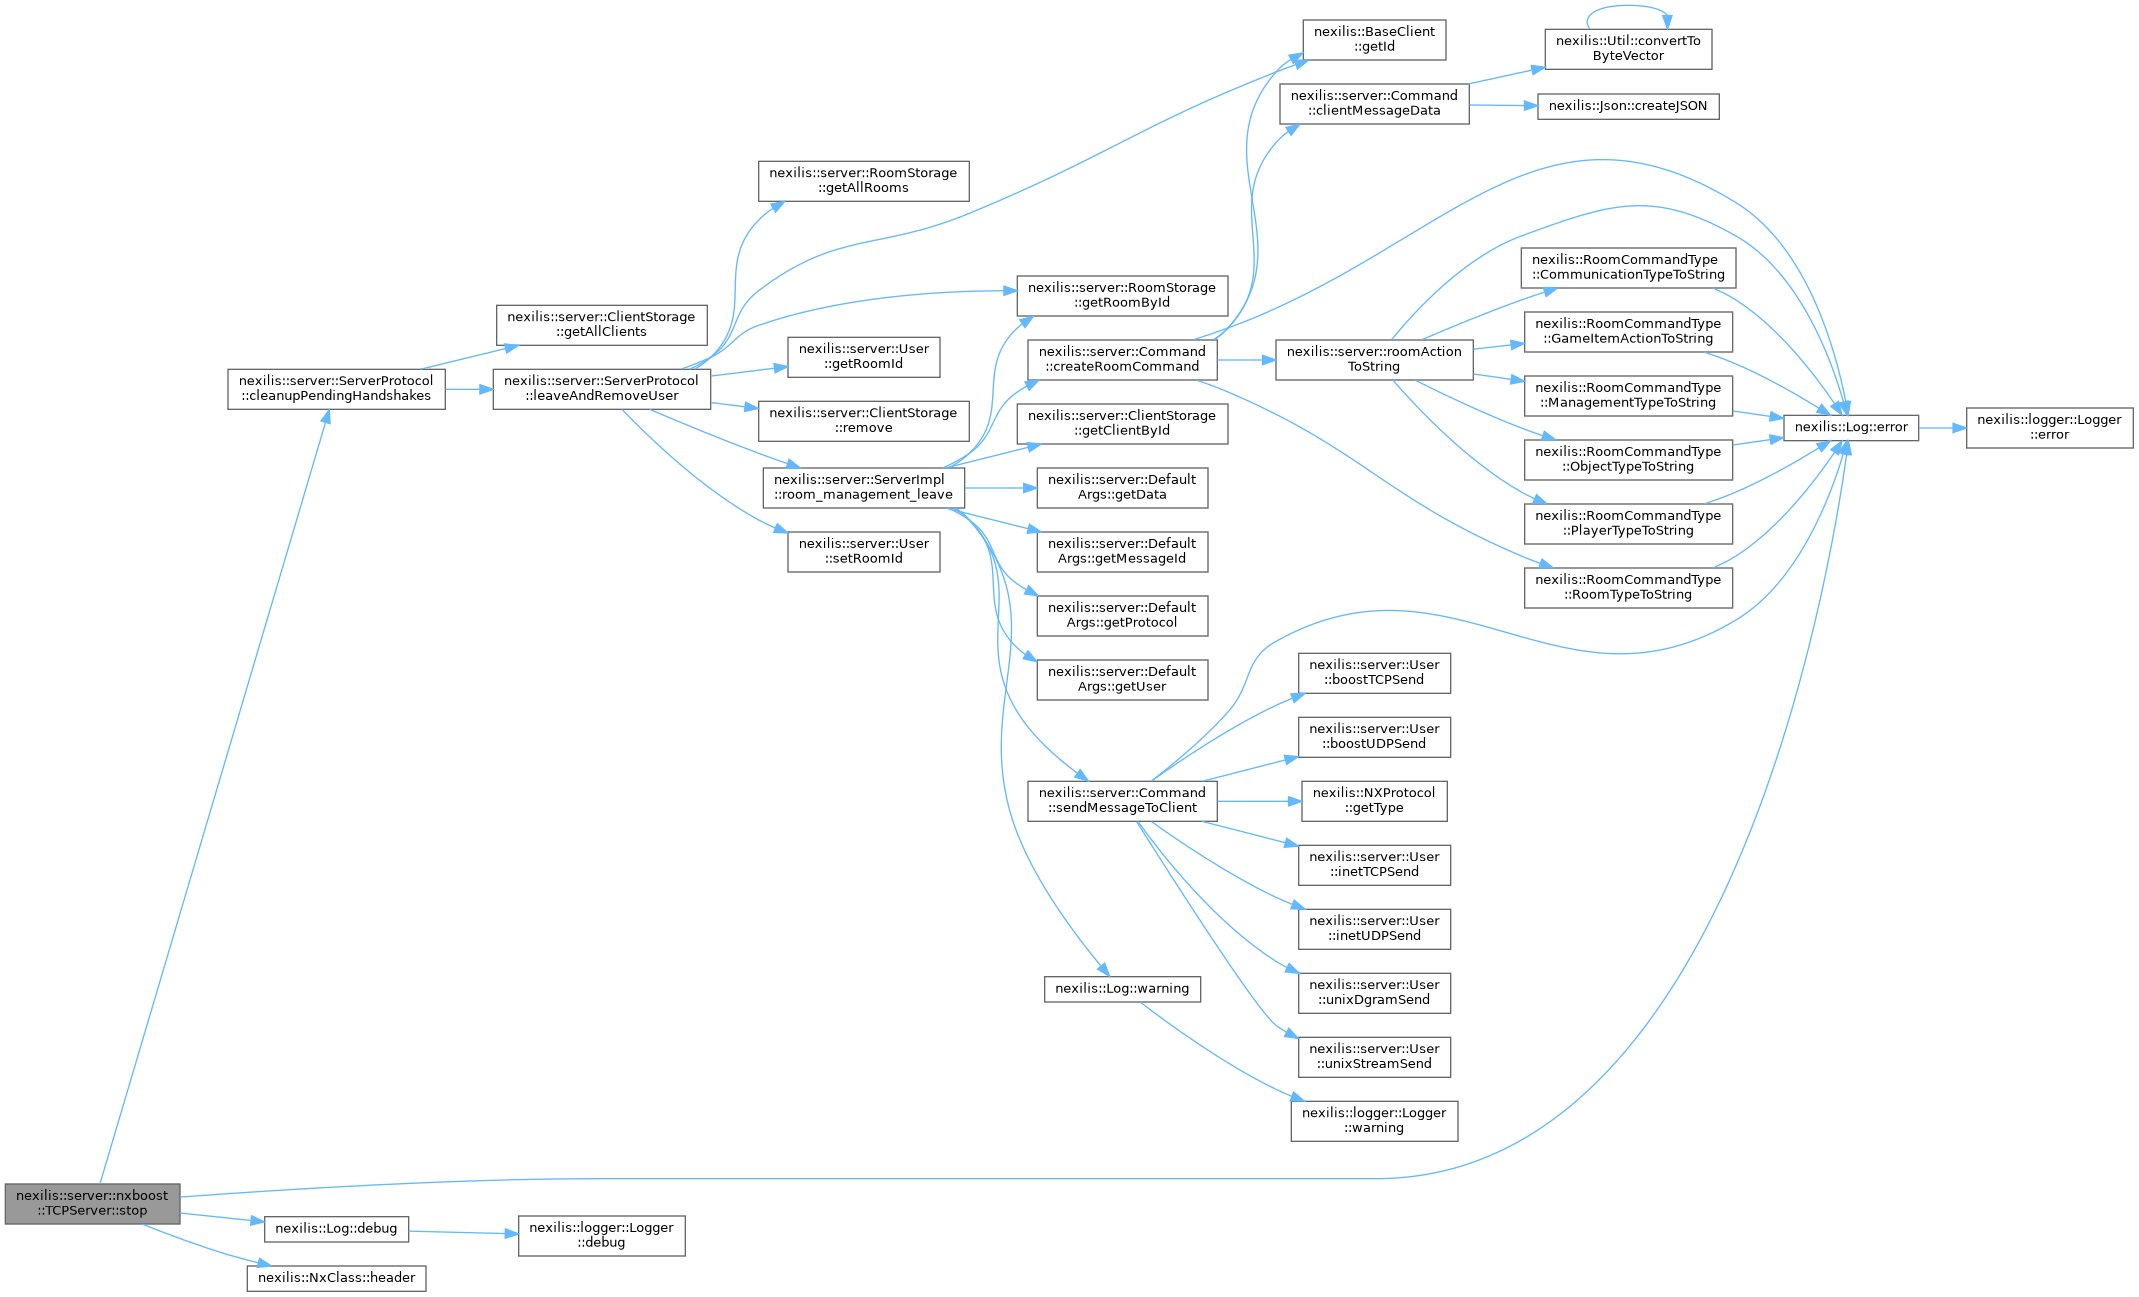 nexilis::BaseClient
::getId
nexilis::Util::convertTo
ByteVector
nexilis::server::Command
::clientMessageData
nexilis::Json::createJSON
nexilis::server::RoomStorage
::getAllRooms
nexilis::RoomCommandType
::CommunicationTypeToString
nexilis::server::RoomStorage
::getRoomById
nexilis::server::ClientStorage
::getAllClients
nexilis::RoomCommandType
::GameItemActionToString
nexilis::server::User
::getRoomId
nexilis::server::Command
::createRoomCommand
nexilis::server::roomAction
ToString
nexilis::server::ServerProtocol
::cleanupPendingHandshakes
nexilis::server::ServerProtocol
::leaveAndRemoveUser
nexilis::RoomCommandType
::ManagementTypeToString
nexilis::server::ClientStorage
::remove
nexilis::server::ClientStorage
::getClientById
nexilis::Log::error
nexilis::logger::Logger
::error
nexilis::RoomCommandType
::ObjectTypeToString
nexilis::server::ServerImpl
::room_management_leave
nexilis::server::Default
Args::getData
nexilis::RoomCommandType
::PlayerTypeToString
nexilis::server::User
::setRoomId
nexilis::server::Default
Args::getMessageId
nexilis::RoomCommandType
::RoomTypeToString
nexilis::server::Default
Args::getProtocol
nexilis::server::Default
Args::getUser
nexilis::server::User
::boostTCPSend
nexilis::server::User
::boostUDPSend
nexilis::server::Command
::sendMessageToClient
nexilis::NXProtocol
::getType
nexilis::server::User
::inetTCPSend
nexilis::server::User
::inetUDPSend
nexilis::server::User
::unixDgramSend
nexilis::Log::warning
nexilis::server::User
::unixStreamSend
nexilis::logger::Logger
::warning
nexilis::server::nxboost
::TCPServer::stop
nexilis::Log::debug
nexilis::logger::Logger
::debug
nexilis::NxClass::header